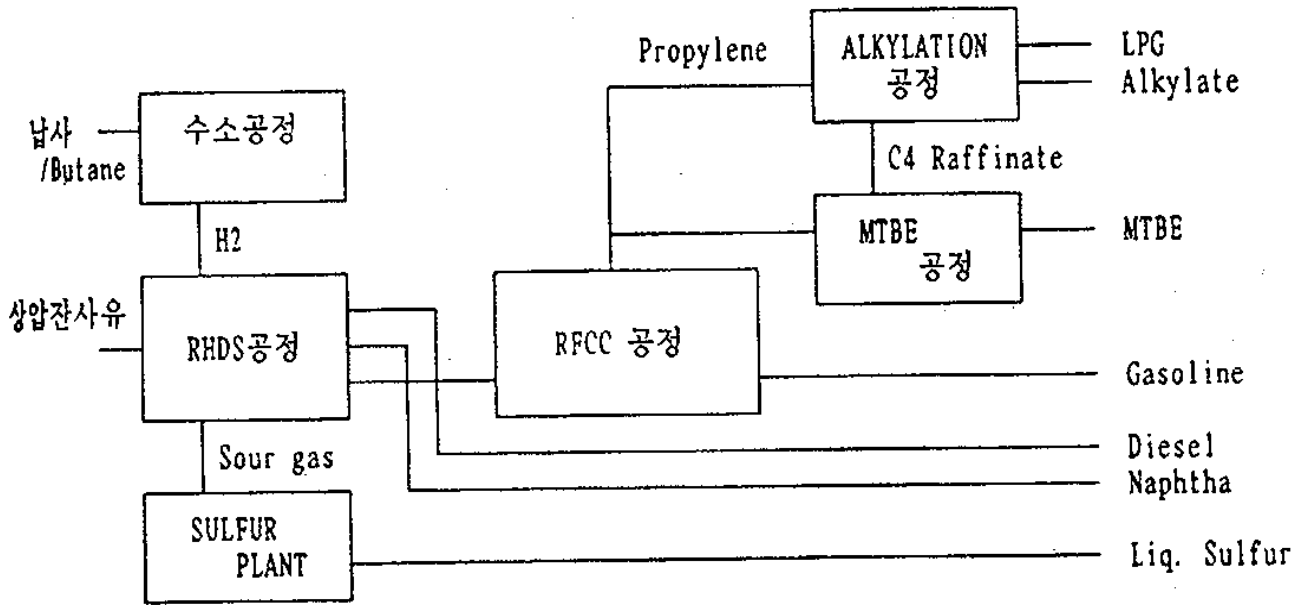 Propylene
ALKYLATION
공정
LPG
Alkylate
납사
/Butane
수소공정
C4 Raffinate
H2
MTBE
공정
MTBE
상압잔사유
RHDS공정
RFCC 공정
Gasoline
Sour gas
Diesel
Naphtha
SULFUR
PLANT
Liq. Sulfur